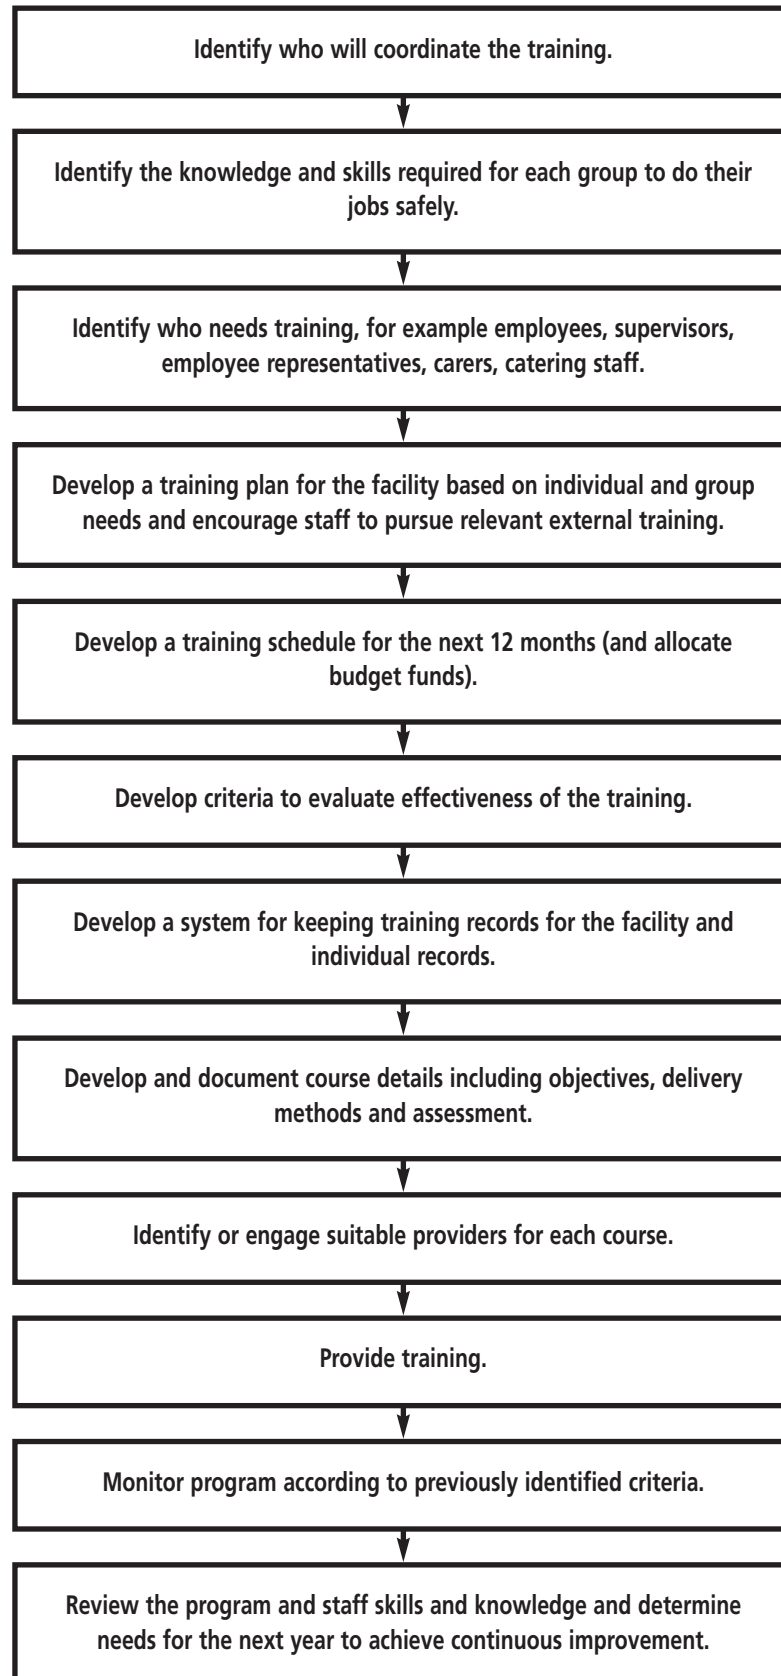 Identify who will coordinate the training.
Identify the knowledge and skills required for each group to do their
jobs safely.
Identify who needs training, for example employees, supervisors,
employee representatives, carers, catering staff.
Develop a training plan for the facility based on individual and group
needs and encourage staff to pursue relevant external training.
Develop a training schedule for the next 12 months (and allocate
budget funds).
Develop criteria to evaluate effectiveness of the training.
Develop a system for keeping training records for the facility and
individual records.
Develop and document course details including objectives, delivery
methods and assessment.
Identify or engage suitable providers for each course.
Provide training.
Monitor program according to previously identified criteria.
Review the program and staff skills and knowledge and determine
needs for the next year to achieve continuous improvement.